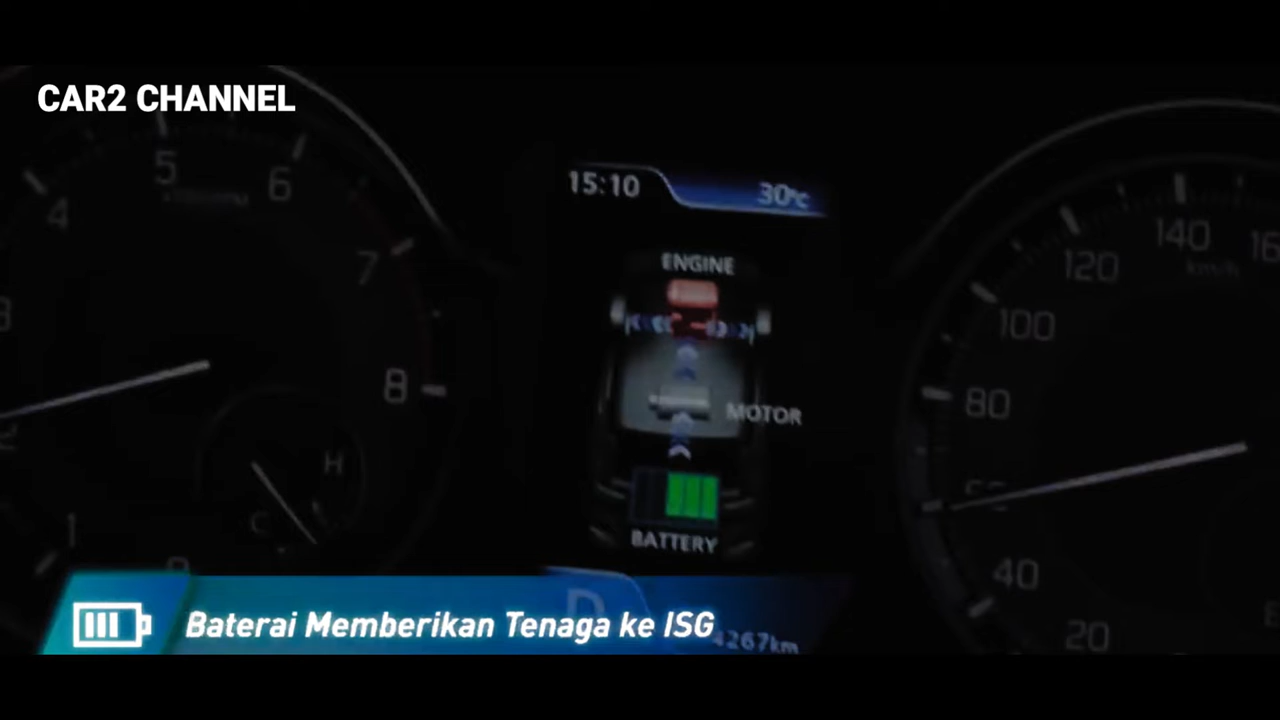 CAR2 CHANNEL
15:10
30°C
ENGINE
MOTOR
BATTERY
1
4
5
6
7
8
H
C
20
40
80
100
120
140
km/h
D
4267km
Baterai Memberikan Tenaga ke ISG